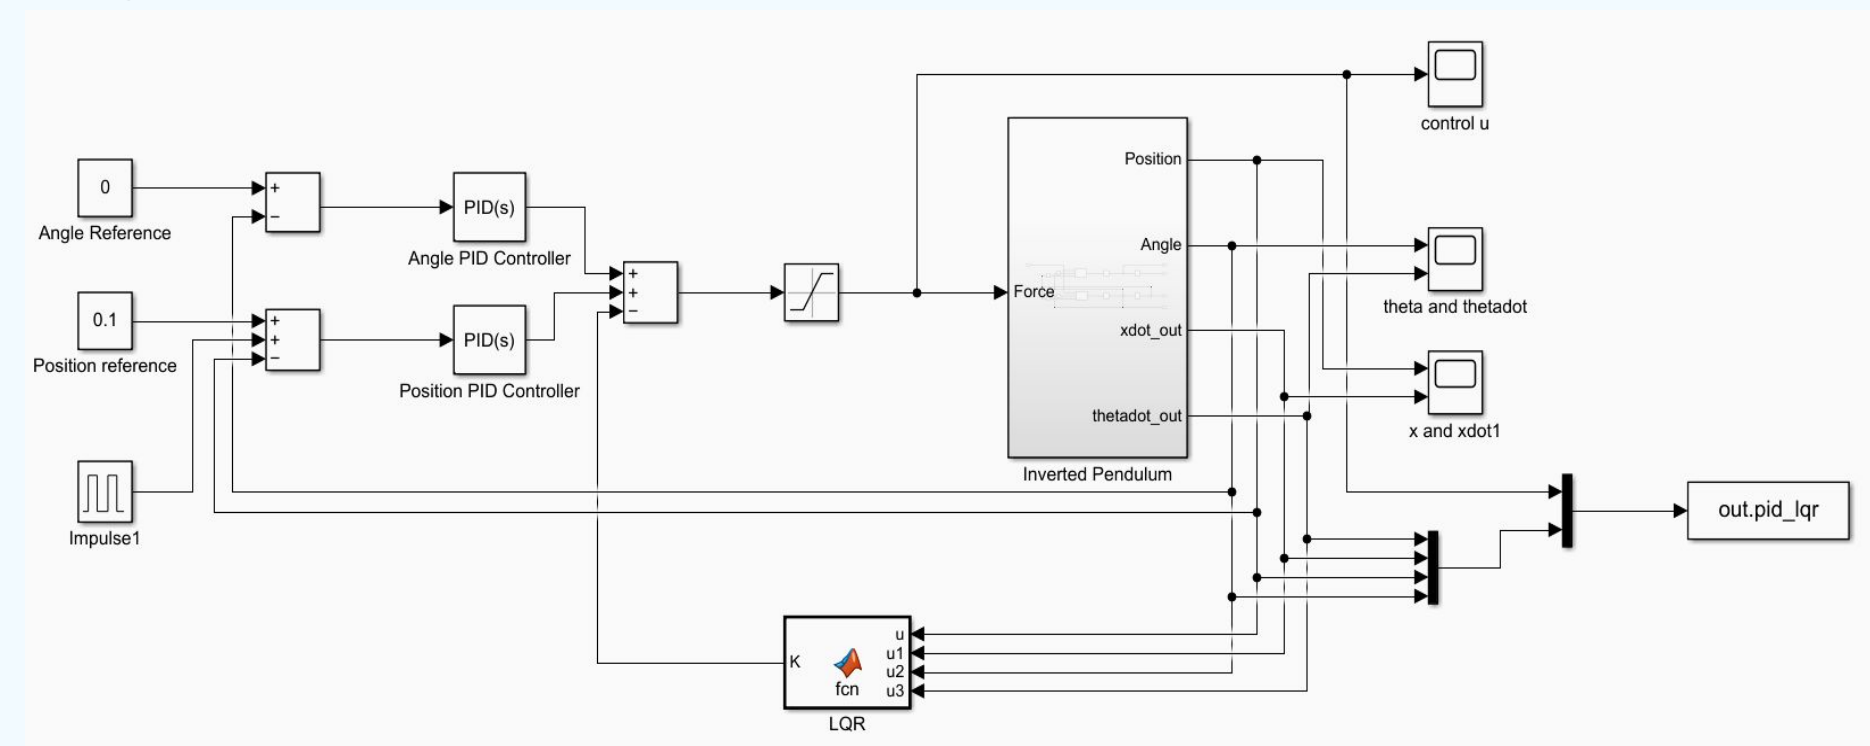 control u
Position
0
+
−
PID(s)
Angle Reference
Angle PID Controller
Angle
+
+
−
Force
theta and thetadot
0.1
+
+
−
PID(s)
xdot_out
Position reference
Position PID Controller
thetadot_out
x and xdot1
Inverted Pendulum
out.pid_lqr
Impulse1
u
K
u1
u2
fcn
u3
LQR